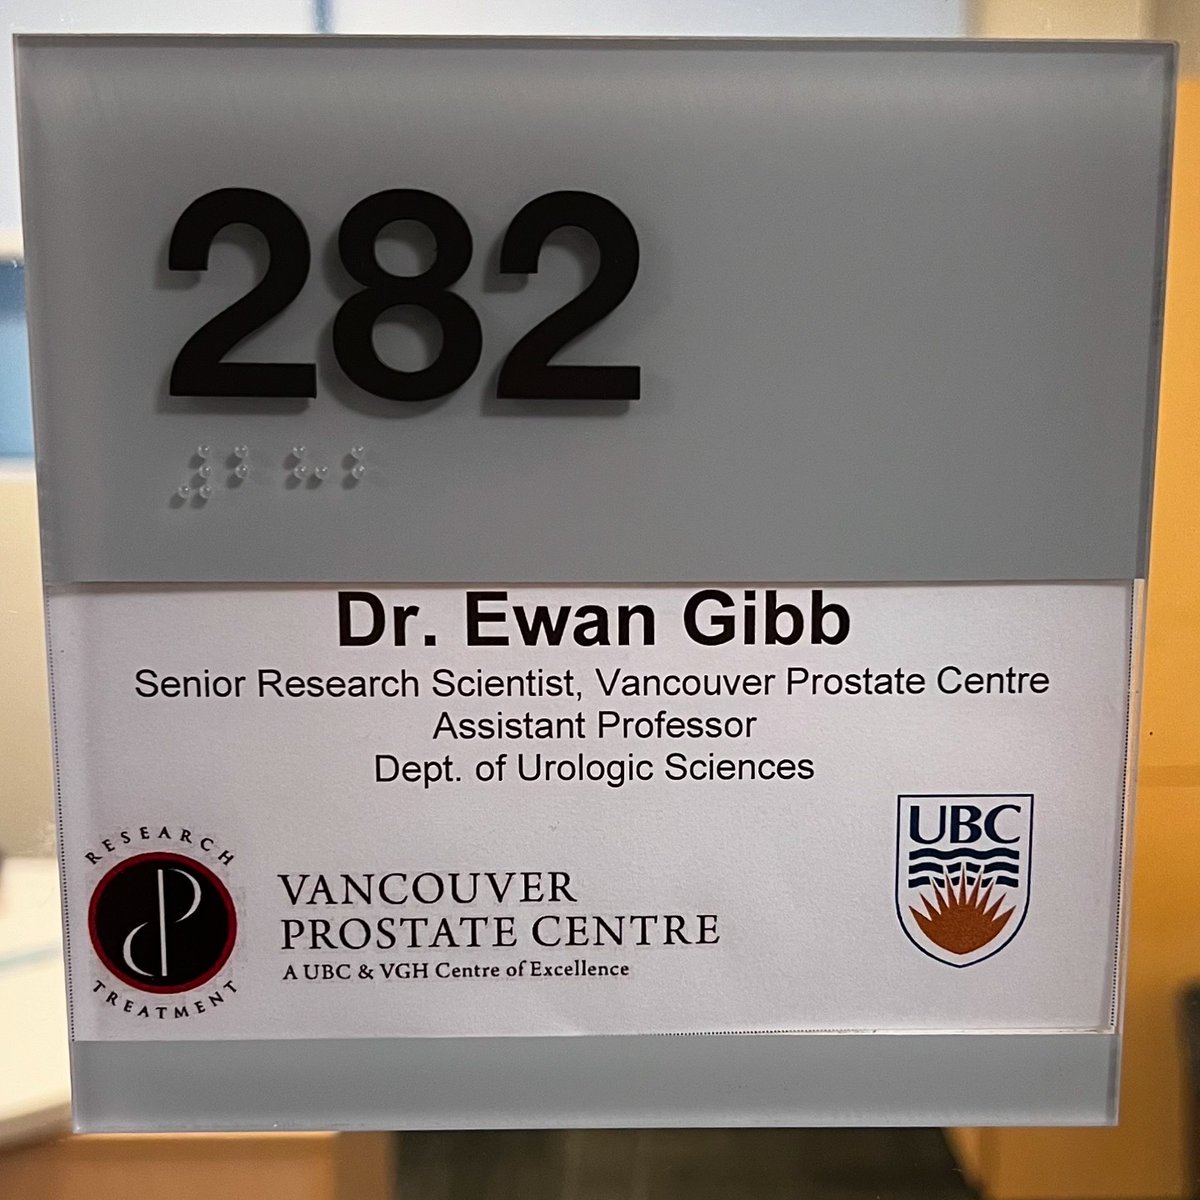 282
⠼⠃⠓⠃
Dr. Ewan Gibb
Senior Research Scientist, Vancouver Prostate Centre
Assistant Professor
Dept. of Urologic Sciences
RESEARCH
TREATMENT
VANCOUVER
PROSTATE CENTRE
A UBC & VGH Centre of Excellence
UBC